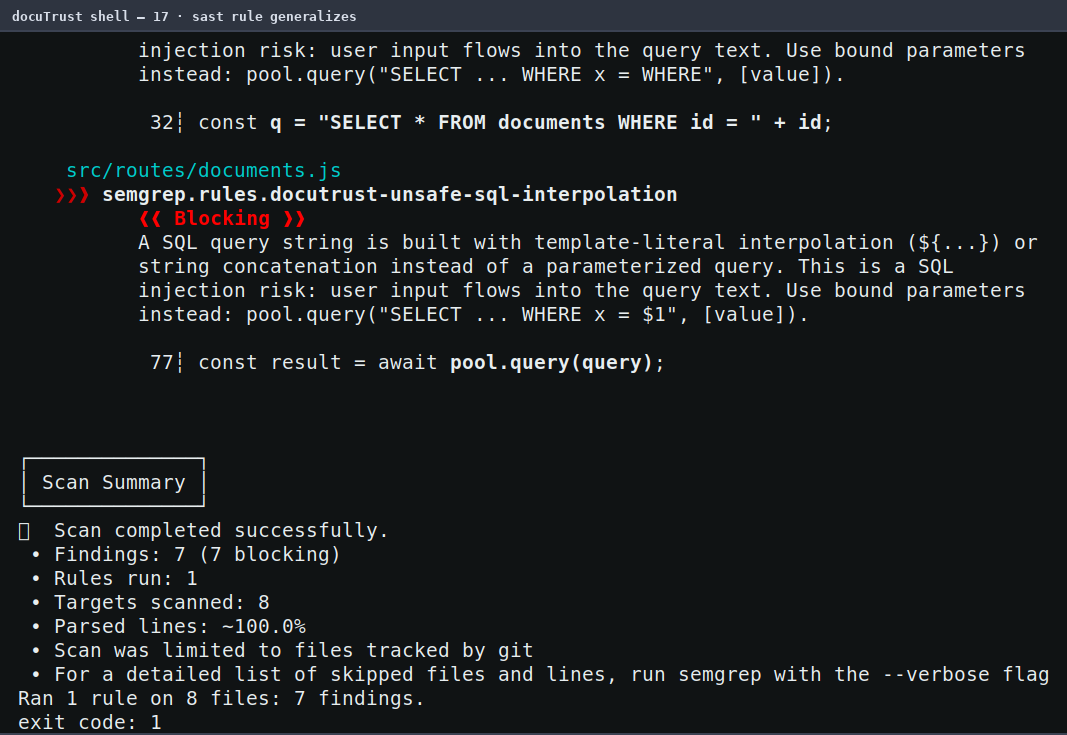 docuTrust shell — 17 · sast rule generalizes
injection risk: user input flows into the query text. Use bound parameters
instead: pool.query("SELECT ... WHERE x = WHERE", [value]).
32┆ const q = "SELECT * FROM documents WHERE id = " + id;
src/routes/documents.js
❯❯❱ semgrep.rules.docutrust-unsafe-sql-interpolation
❰❰ Blocking ❱❱
A SQL query string is built with template-literal interpolation (${...}) or
string concatenation instead of a parameterized query. This is a SQL
injection risk: user input flows into the query text. Use bound parameters
instead: pool.query("SELECT ... WHERE x = $1", [value]).
77┆ const result = await pool.query(query);
Scan Summary
Scan completed successfully.
• Findings: 7 (7 blocking)
• Rules run: 1
• Targets scanned: 8
• Parsed lines: ~100.0%
• Scan was limited to files tracked by git
• For a detailed list of skipped files and lines, run semgrep with the --verbose flag
Ran 1 rule on 8 files: 7 findings.
exit code: 1